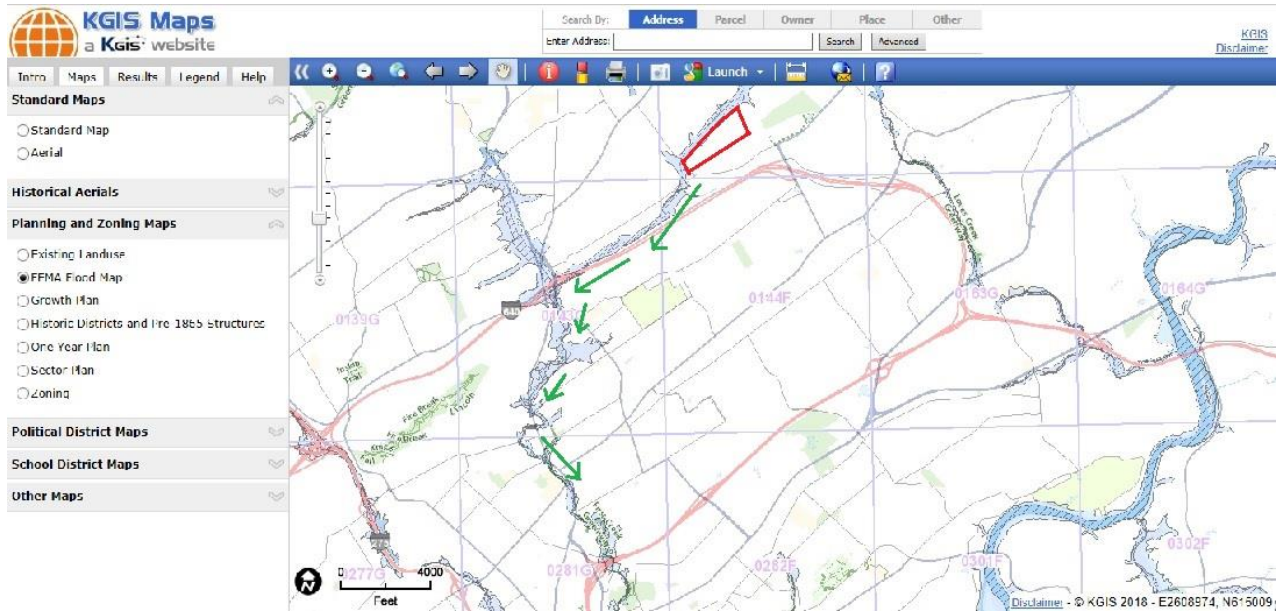 KGIS Maps
a KGIS website
Search By: Address Parcel Owner Place Other
Enter Address: Search Advanced
KGIS
Disclaimer
Intro Maps Results Legend Help
Launch
Standard Maps
Standard Map
Aerial
Historical Aerials
Planning and Zoning Maps
Existing Landuse
FEMA Flood Map
Growth Plan
Historic Districts and Pre-1865 Structures
One Year Plan
Sector Plan
Zoning
Political District Maps
School District Maps
Other Maps
0139G
0144F
0163G
0164G
640
275
0277G
0281G
0282F
0301F
0302F
N
0 4000
Feet
Disclaimer - © KGIS 2018 - E2608974, N615009